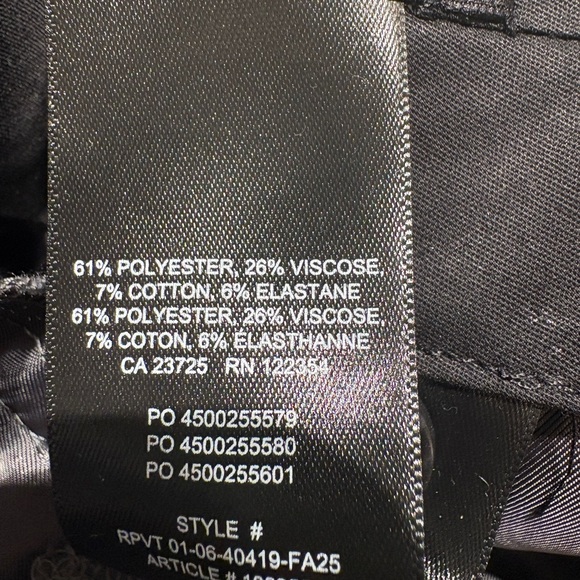 61% POLYESTER, 26% VISCOSE,
7% COTTON, 6% ELASTANE
61% POLYESTER, 26% VISCOSE,
7% COTON, 6% ELASTHANNE
CA 23725 RN 122354
PO 4500255579
PO 4500255580
PO 4500255601
STYLE #
RPVT 01-06-40419-FA25
ARTICLE #